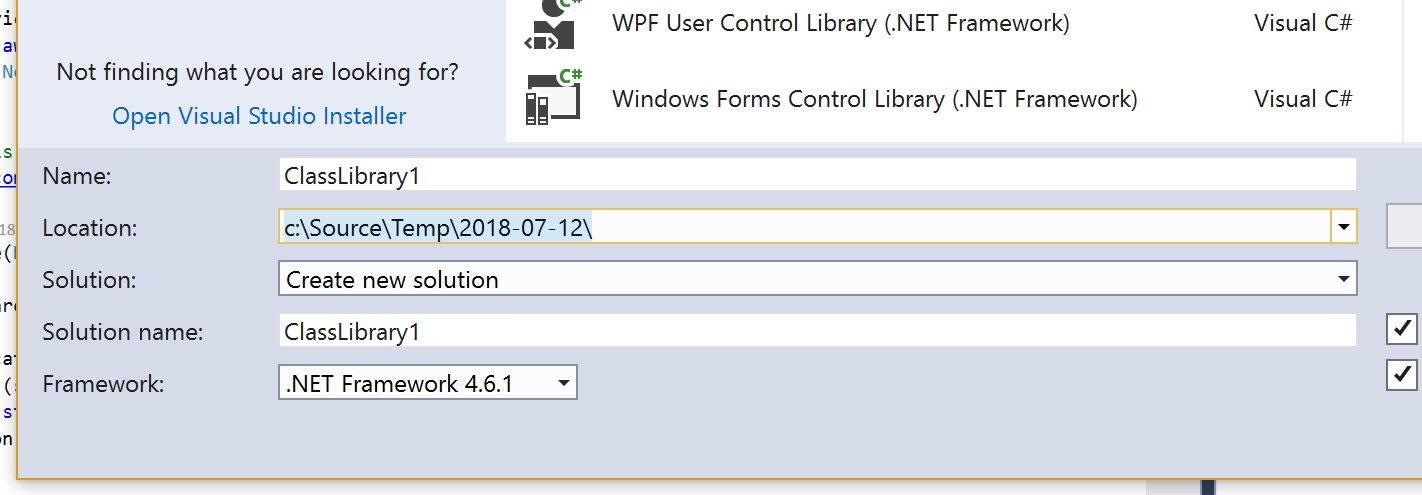 C#
WPF User Control Library (.NET Framework) Visual C#
Not finding what you are looking for?
C#
Windows Forms Control Library (.NET Framework) Visual C#
Open Visual Studio Installer
Name: ClassLibrary1
Location: c:\Source\Temp\2018-07-12\
Solution: Create new solution
Solution name: ClassLibrary1
Framework: .NET Framework 4.6.1